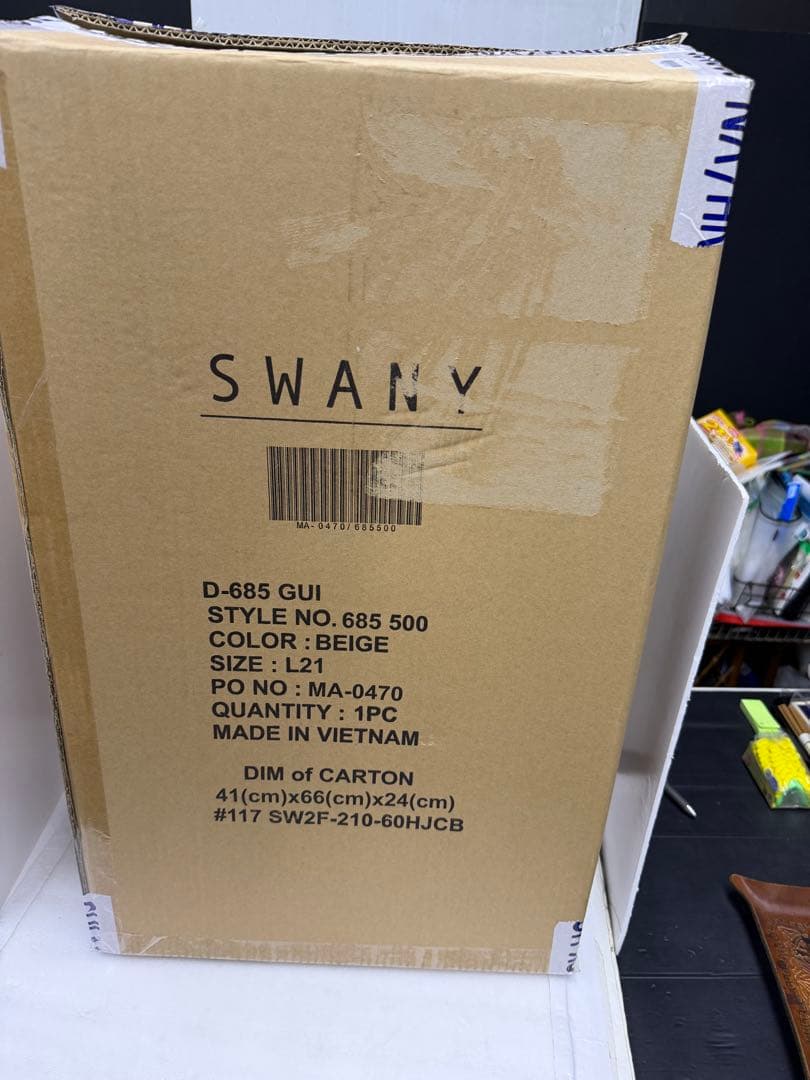 SWANY
MA-0470/685500
D-685 GUI
STYLE NO. 685 500
COLOR : BEIGE
SIZE : L21
PO NO : MA-0470
QUANTITY : 1PC
MADE IN VIETNAM
DIM of CARTON
41(cm)x66(cm)x24(cm)
#117 SW2F-210-60HJCB